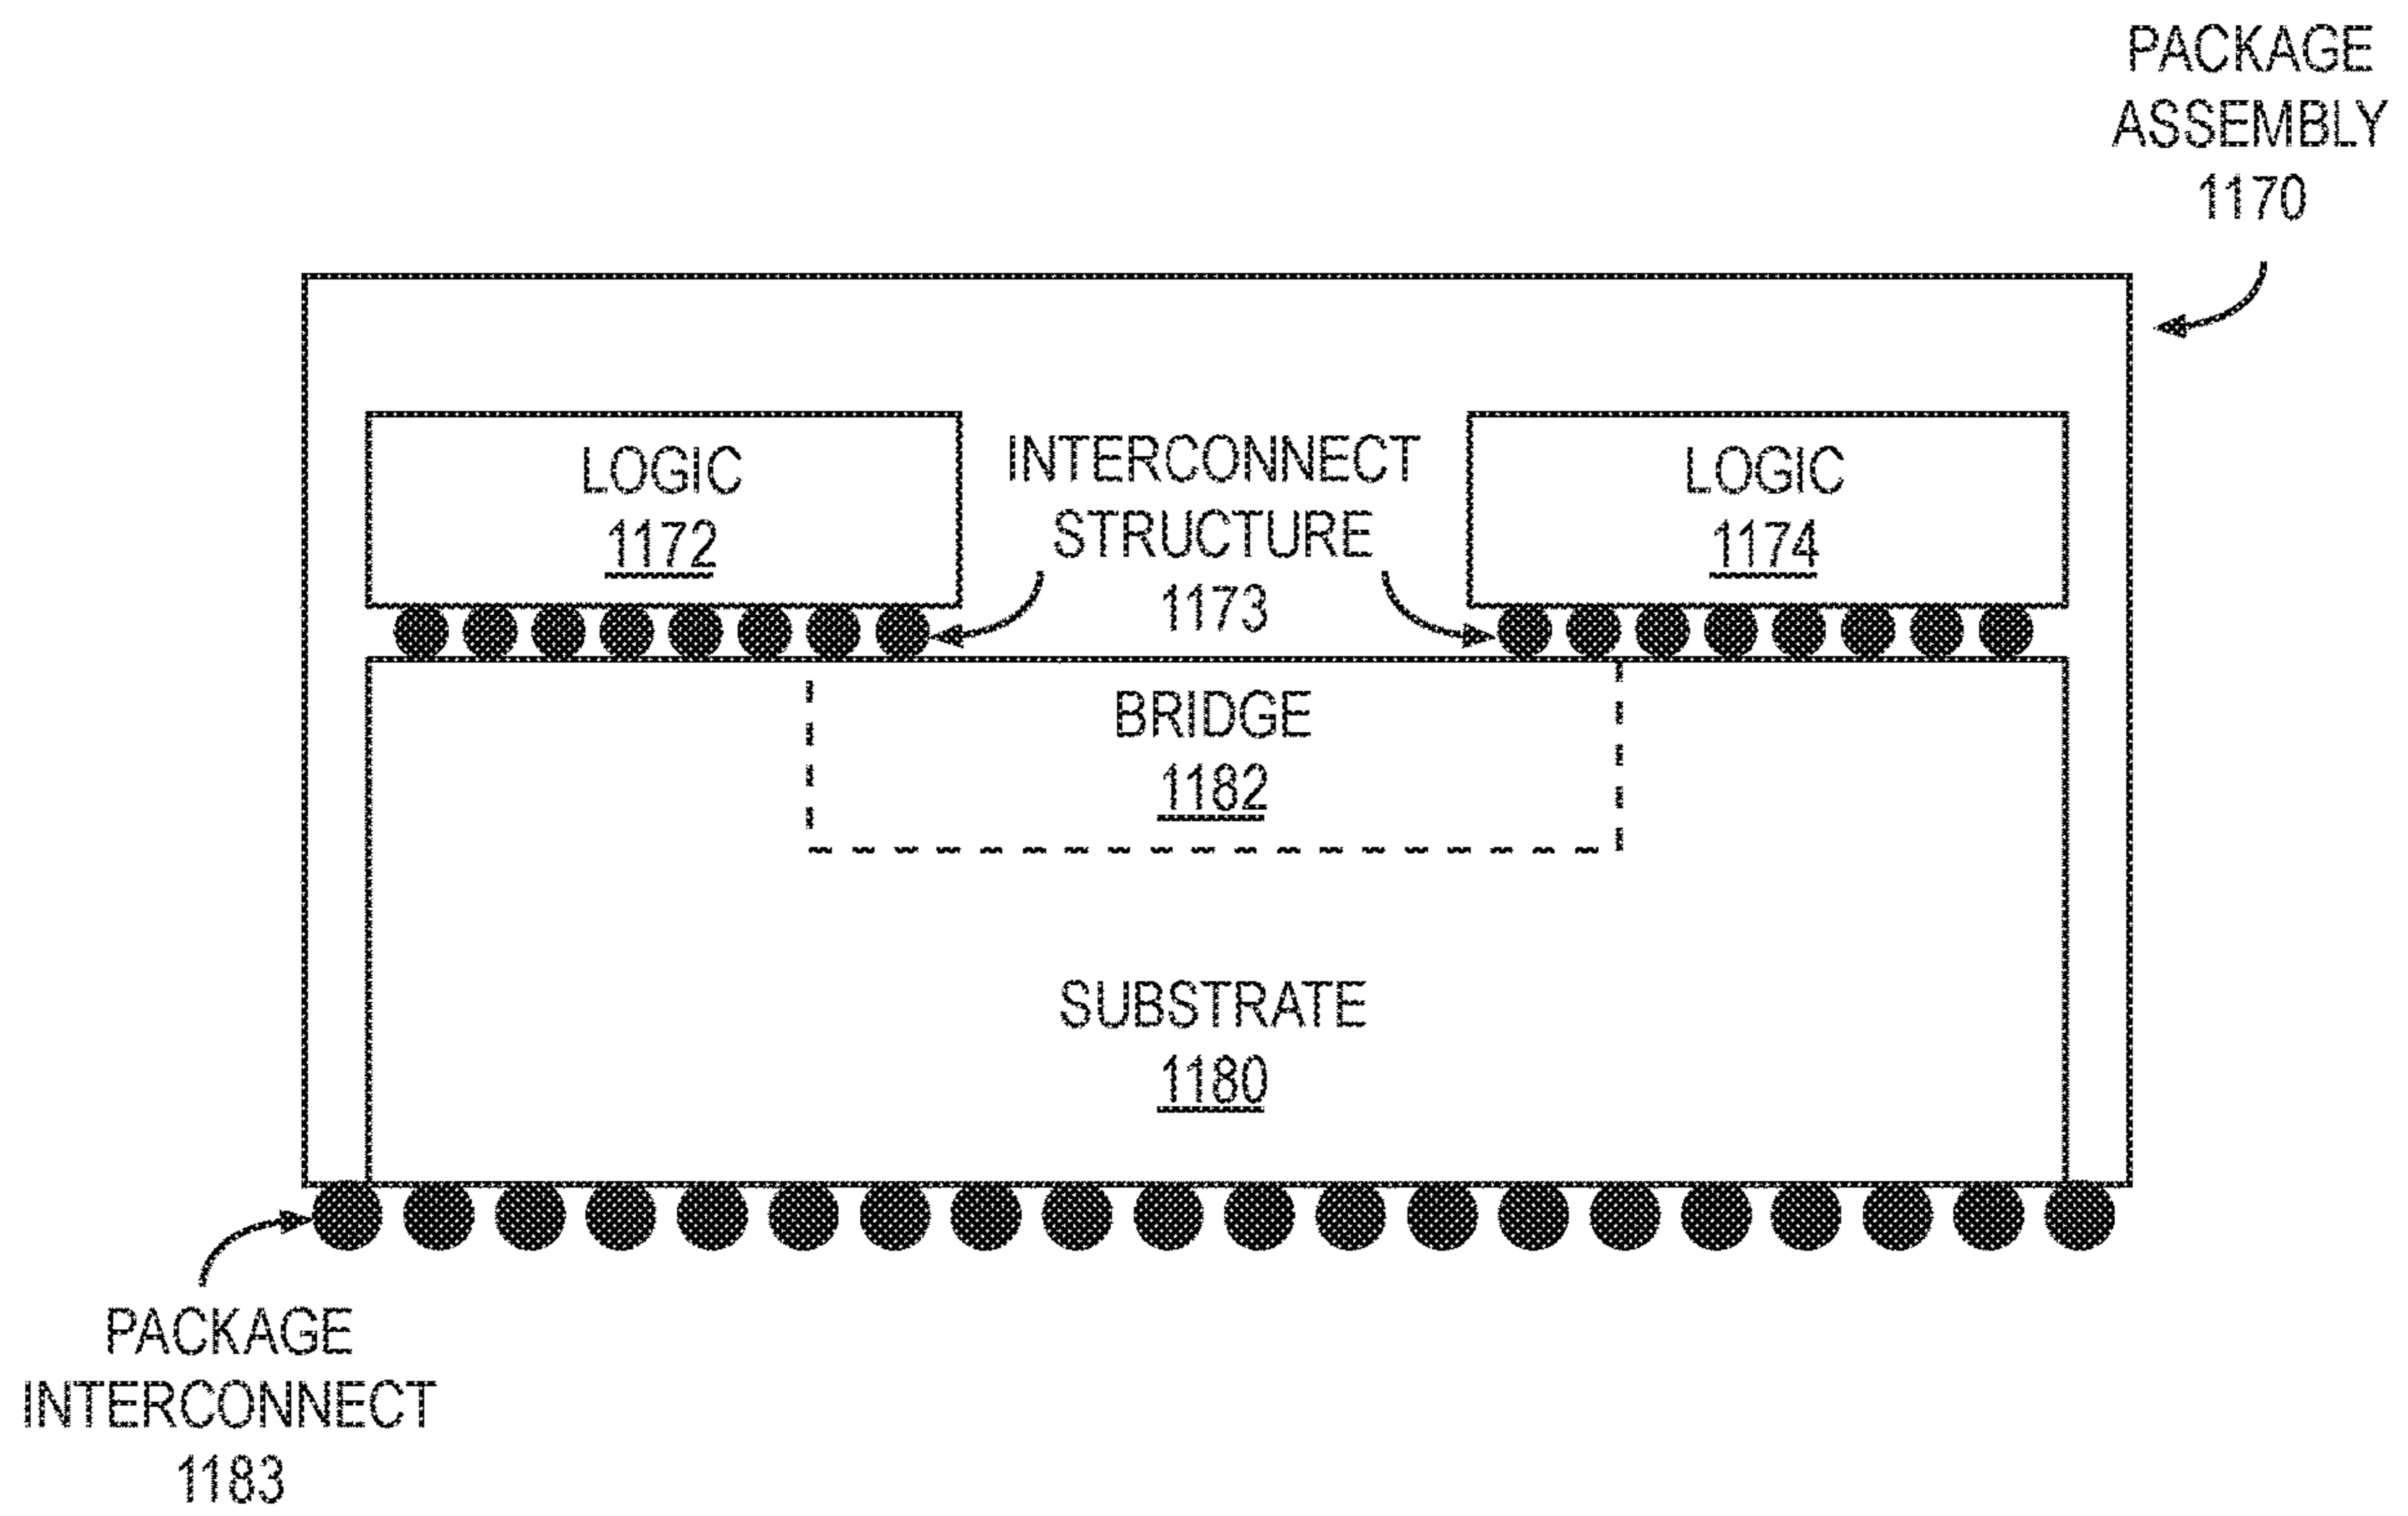 PACKAGE
ASSEMBLY
1170
LOGIC
1172
INTERCONNECT
STRUCTURE
1173
LOGIC
1174
BRIDGE
1182
SUBSTRATE
1180
PACKAGE
INTERCONNECT
1183